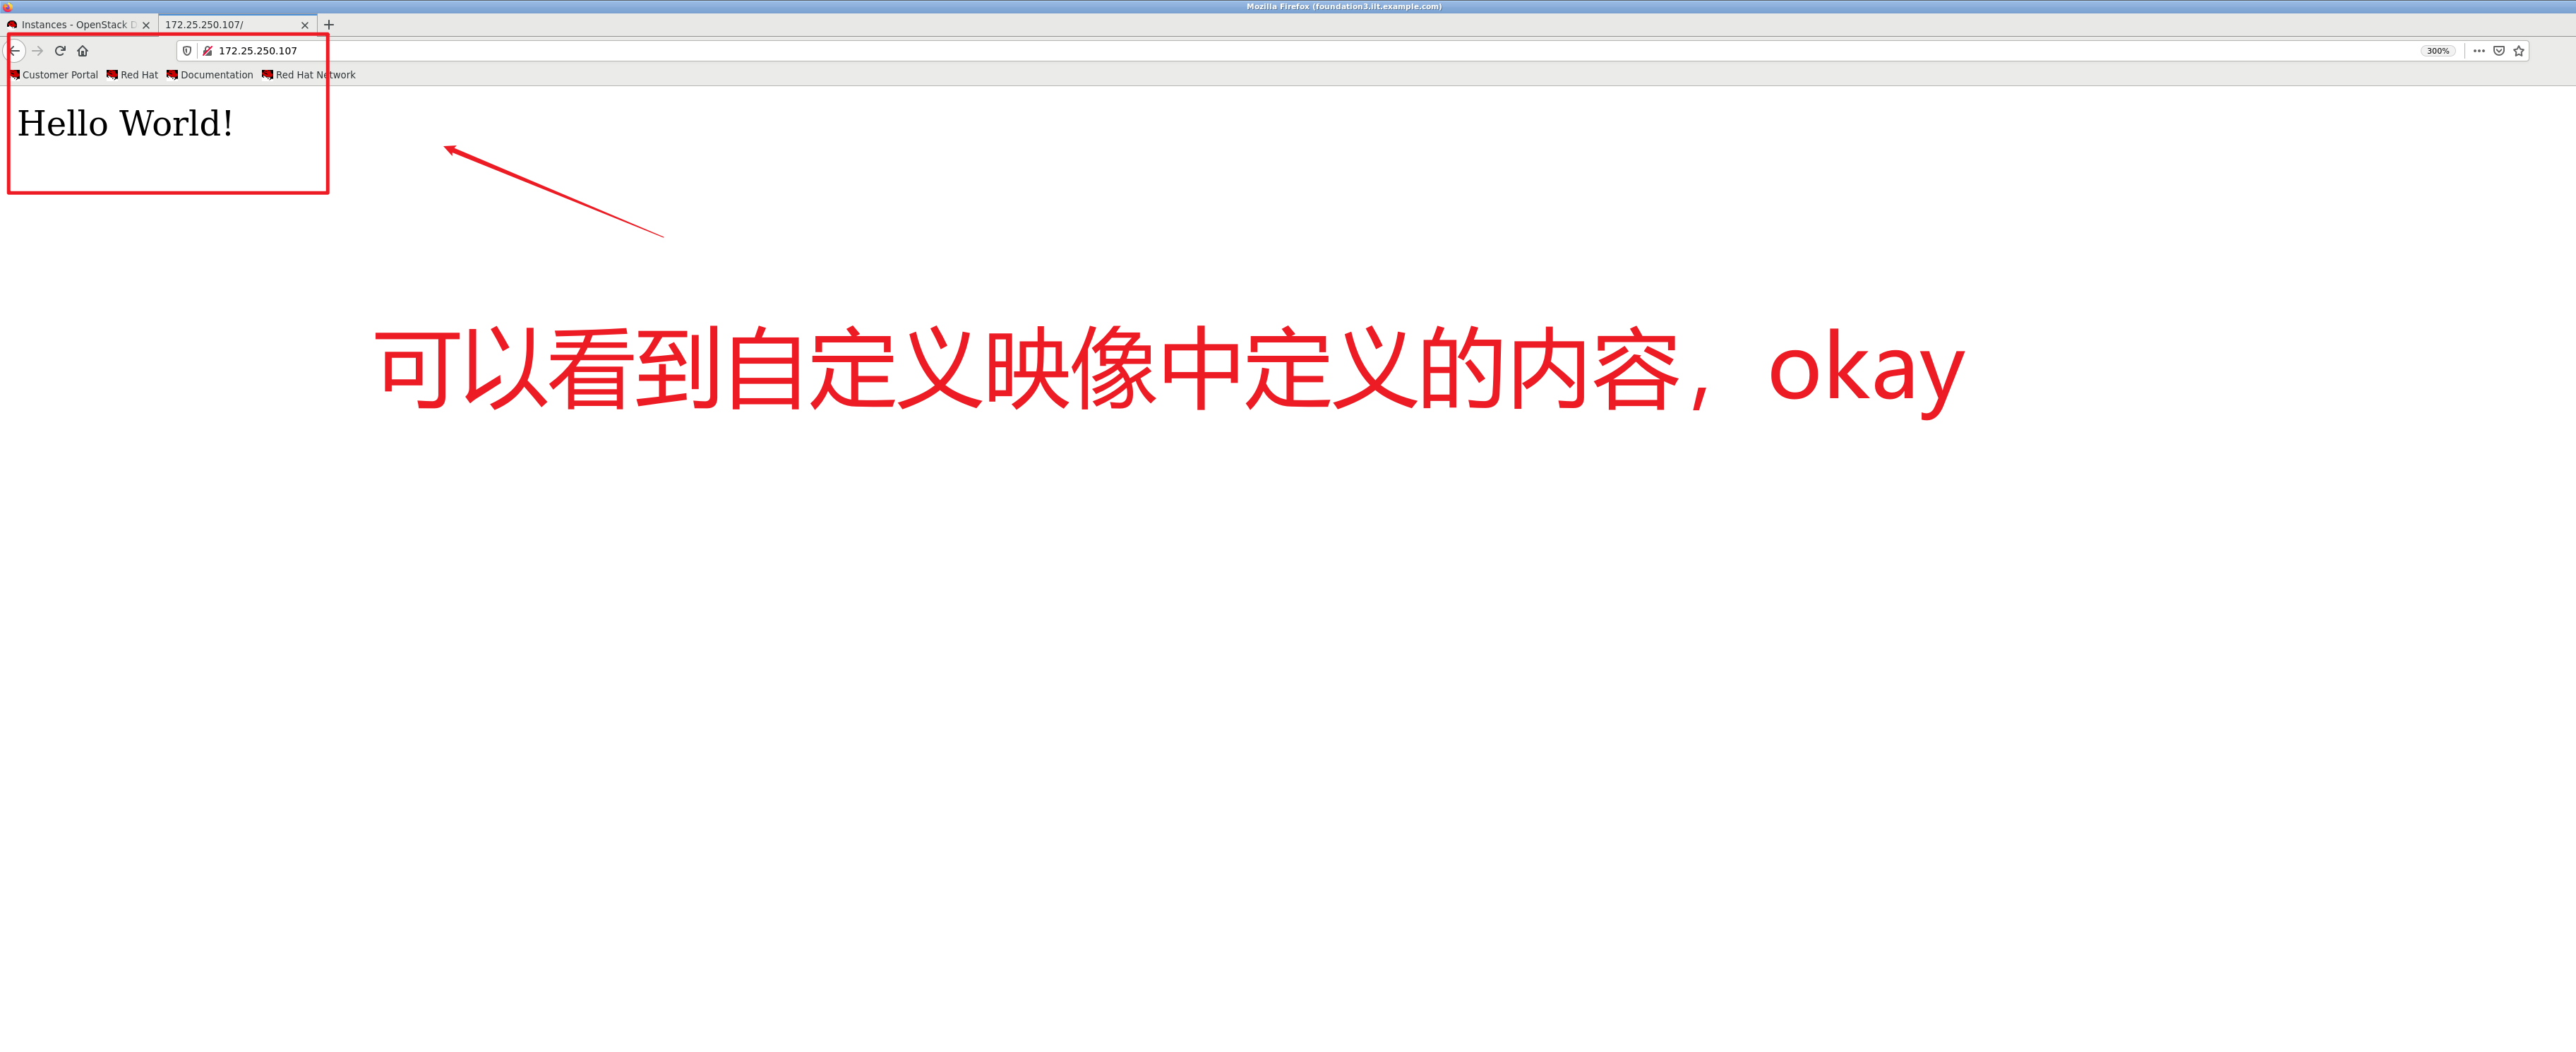 Mozilla Firefox (foundation3.ilt.example.com)
Instances - OpenStack D
172.25.250.107/
172.25.250.107
300%
Customer Portal
Red Hat
Documentation
Red Hat Network
Hello World!
可以看到自定义映像中定义的内容，okay